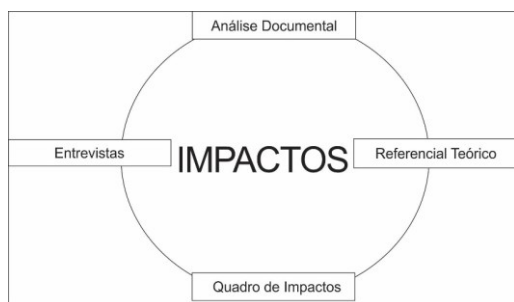 Análise Documental
Entrevistas
IMPACTOS
Referencial Teórico
Quadro de Impactos